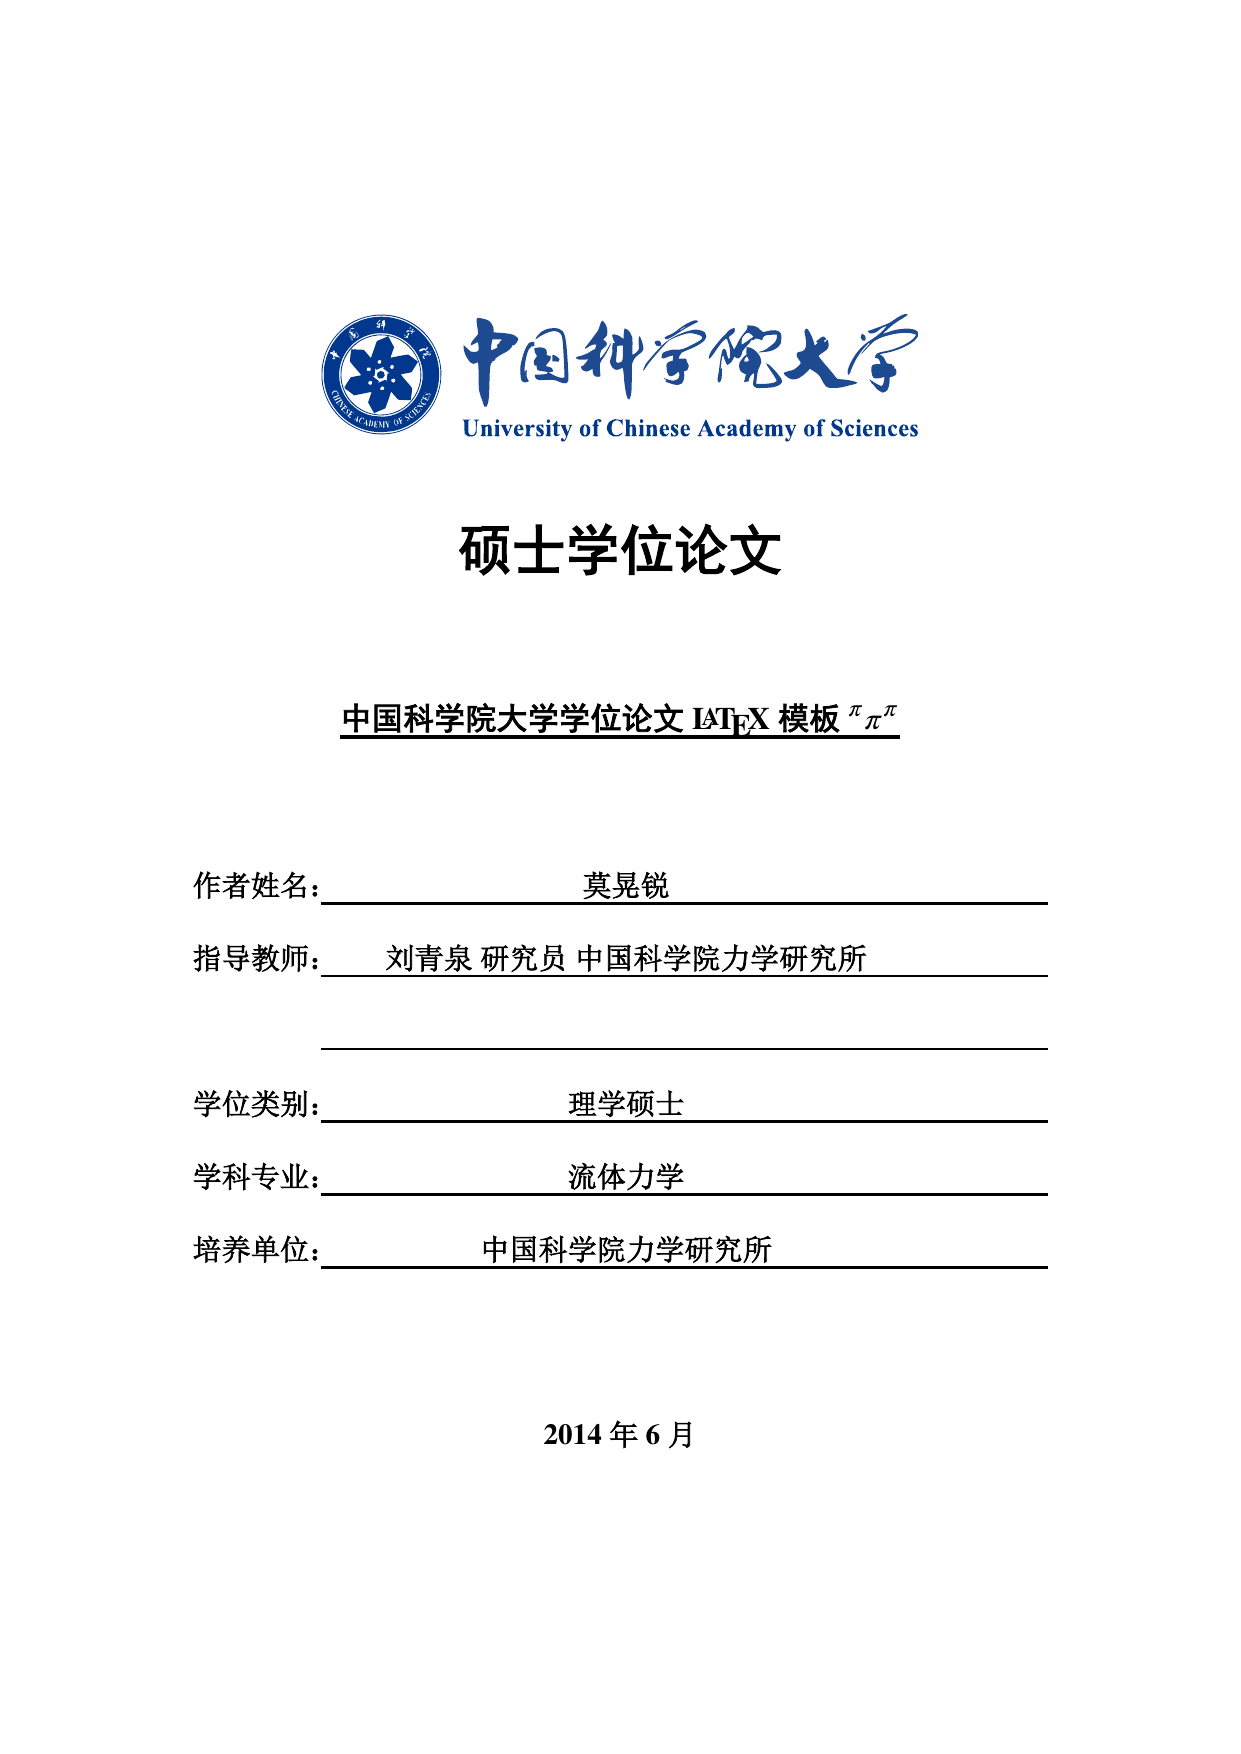 中国科学院
CHINESE ACADEMY OF SCIENCES
中国科学院大学
University of Chinese Academy of Sciences
硕士学位论文
中国科学院大学学位论文 LATEX 模板 π π π
作者姓名： 莫晃锐
指导教师： 刘青泉 研究员 中国科学院力学研究所
学位类别： 理学硕士
学科专业： 流体力学
培养单位： 中国科学院力学研究所
2014 年 6 月